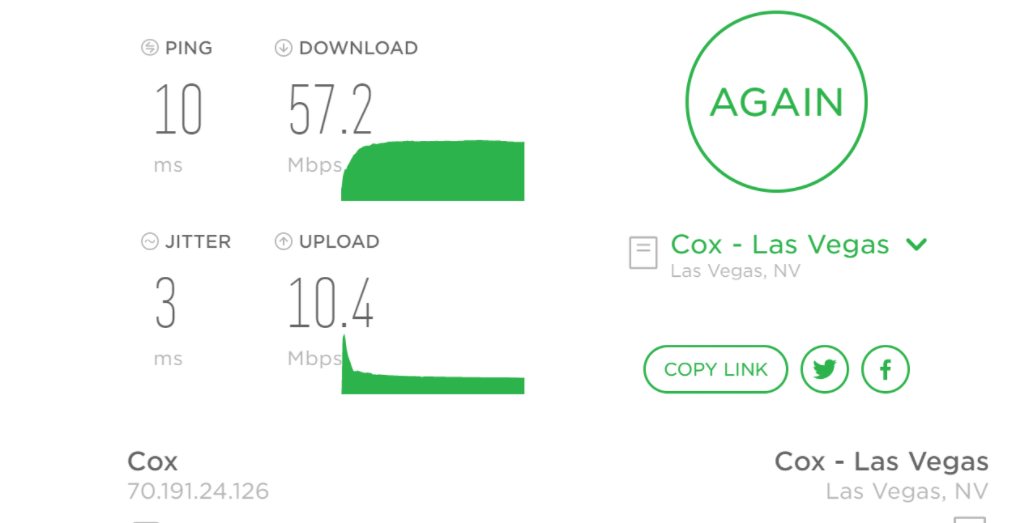 PING
DOWNLOAD
10
57.2
ms
Mbps
AGAIN
JITTER
UPLOAD
3
10.4
ms
Mbps
Cox - Las Vegas
Las Vegas, NV
COPY LINK
Cox
70.191.24.126
Cox - Las Vegas
Las Vegas, NV